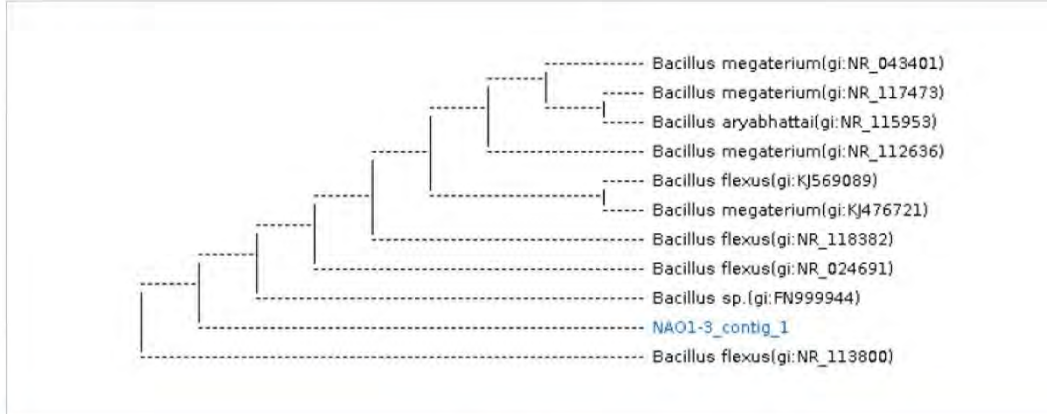 Bacillus megaterium(gi:NR_043401)
Bacillus megaterium(gi:NR_117473)
Bacillus aryabhattai(gi:NR_115953)
Bacillus megaterium(gi:NR_112636)
Bacillus flexus(gi:KJ569089)
Bacillus megaterium(gi:KJ476721)
Bacillus flexus(gi:NR_118382)
Bacillus flexus(gi:NR_024691)
Bacillus sp.(gi:FN999944)
NAO1-3_contig_1
Bacillus flexus(gi:NR_113800)